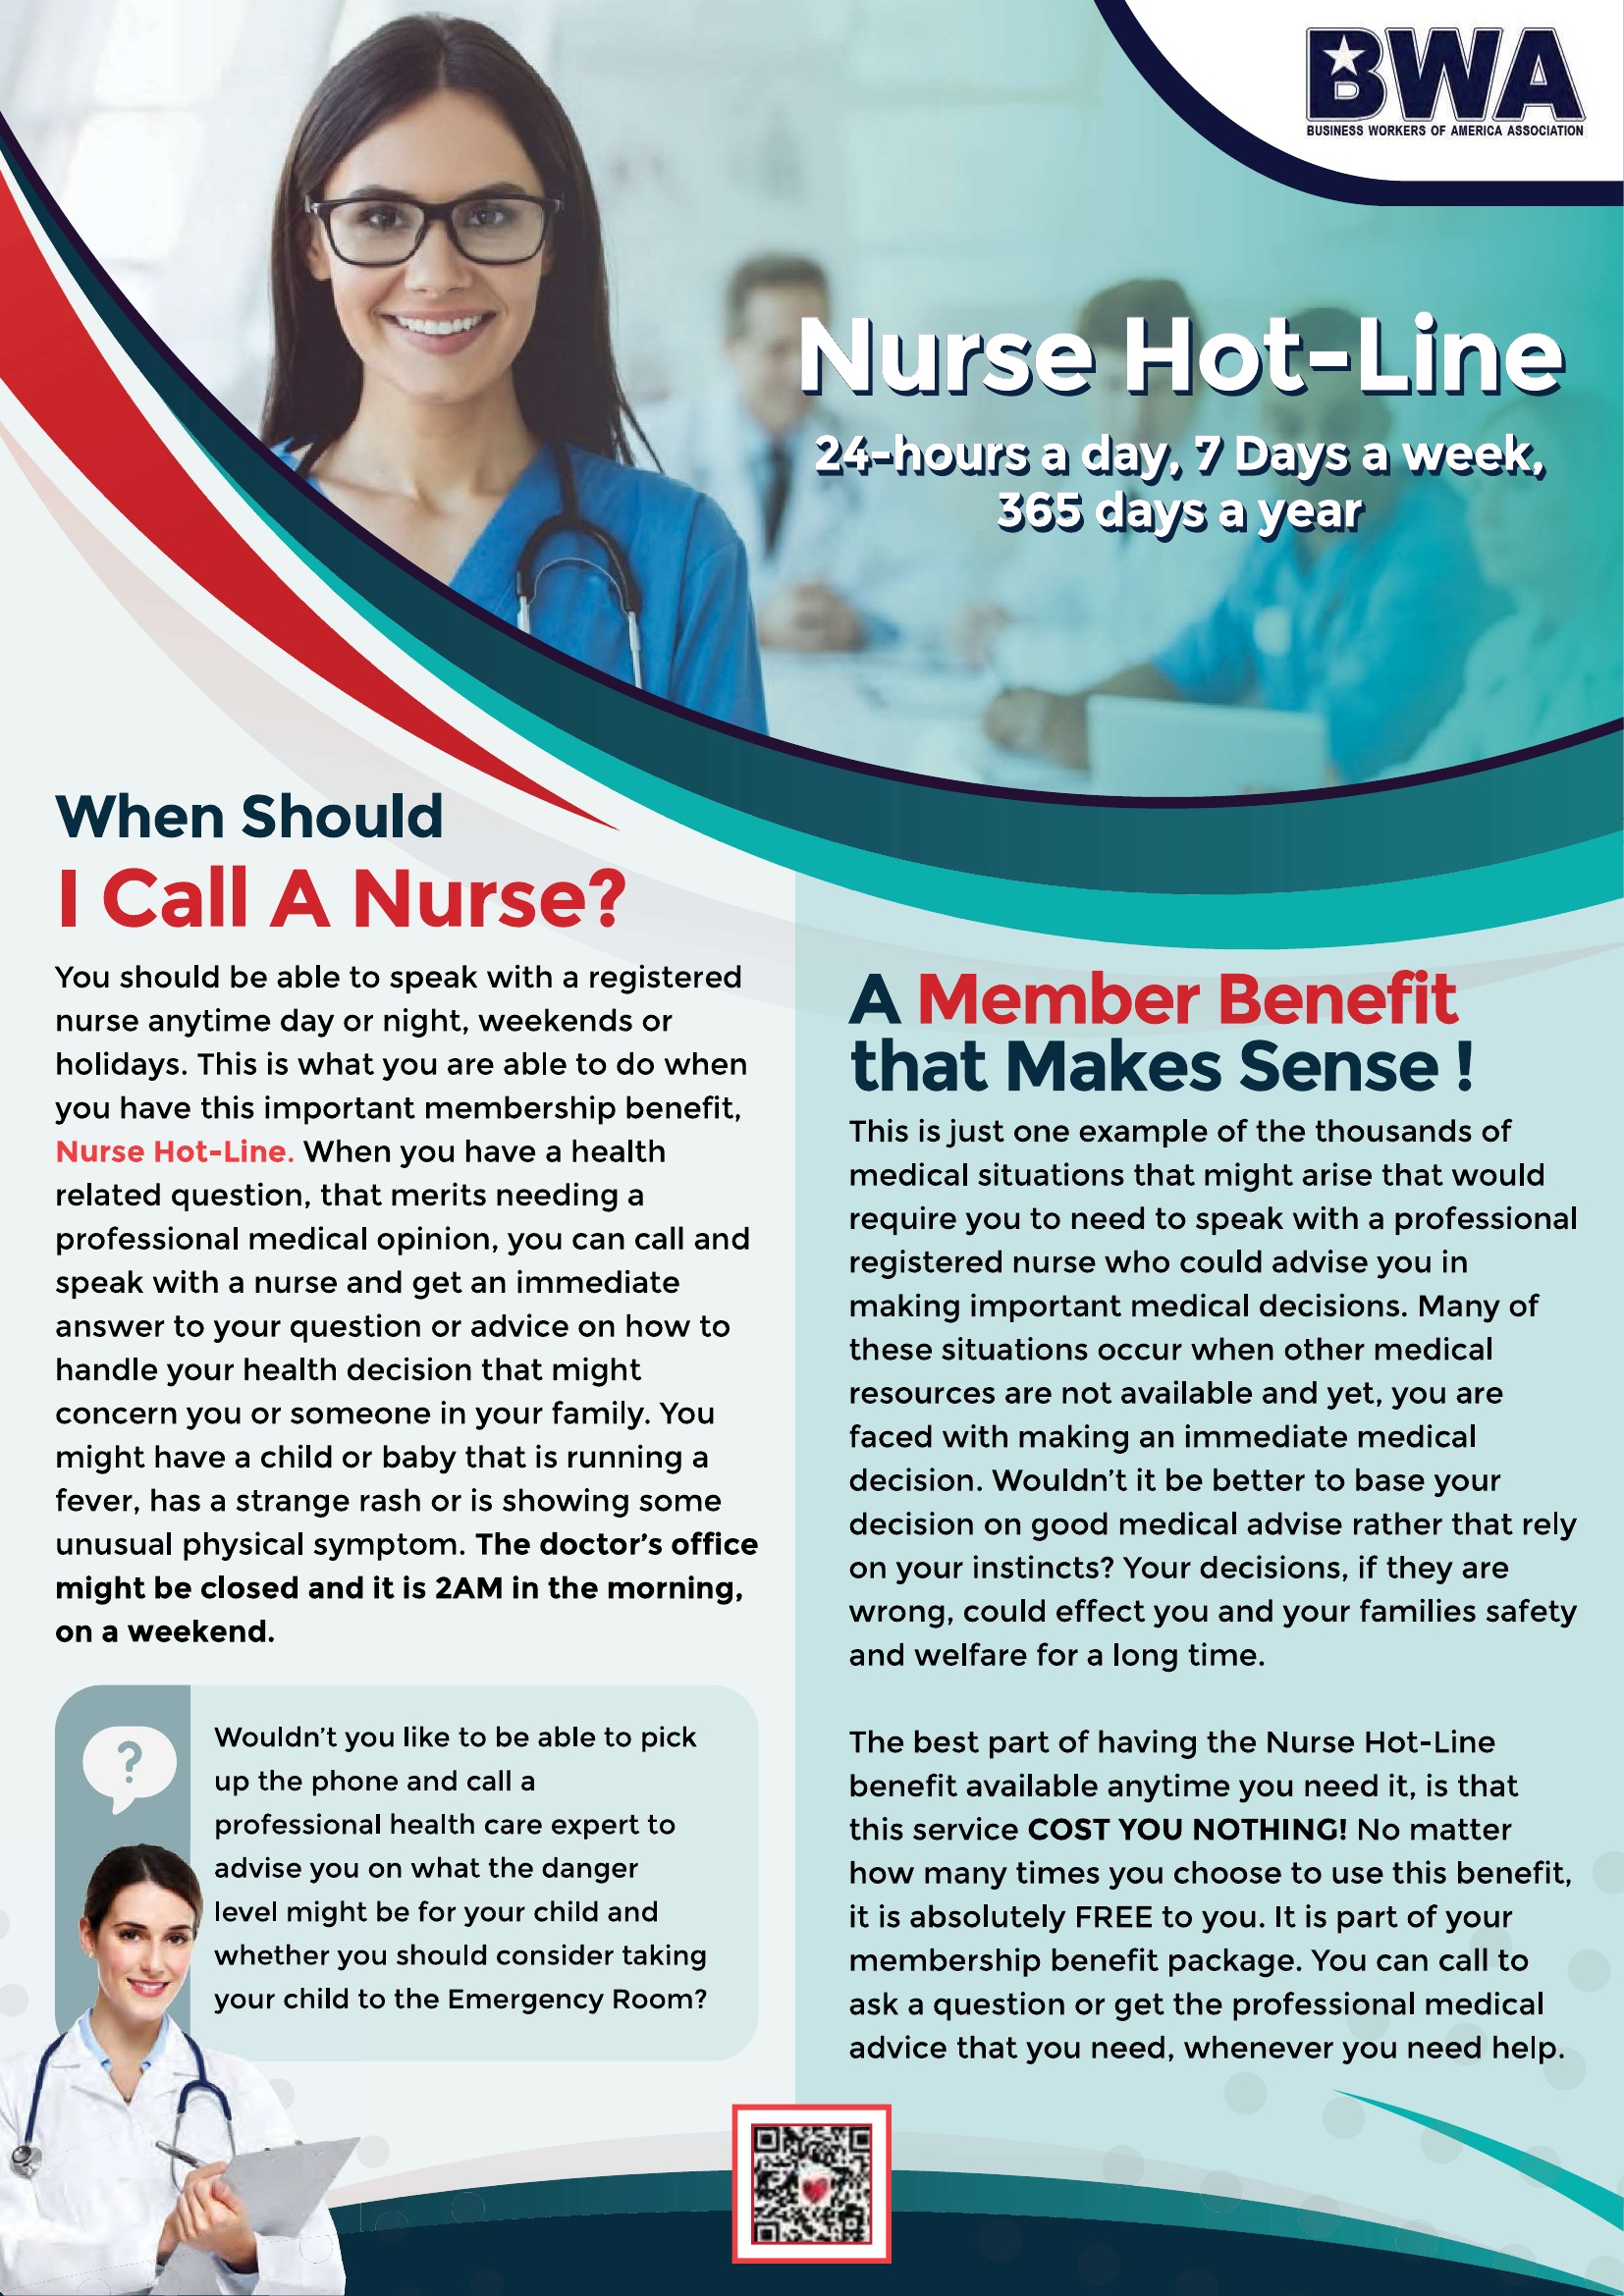 BWA
BUSINESS WORKERS OF AMERICA ASSOCIATION
Nurse Hot-Line
24-hours a day, 7 Days a week,
365 days a year
When Should
I Call A Nurse?
You should be able to speak with a registered
nurse anytime day or night, weekends or
holidays. This is what you are able to do when
you have this important membership benefit,
Nurse Hot-Line. When you have a health
related question, that merits needing a
professional medical opinion, you can call and
speak with a nurse and get an immediate
answer to your question or advice on how to
handle your health decision that might
concern you or someone in your family. You
might have a child or baby that is running a
fever, has a strange rash or is showing some
unusual physical symptom. The doctor's office
might be closed and it is 2AM in the morning,
on a weekend.
?
Wouldn't you like to be able to pick
up the phone and call a
professional health care expert to
advise you on what the danger
level might be for your child and
whether you should consider taking
your child to the Emergency Room?
A Member Benefit
that Makes Sense !
This is just one example of the thousands of
medical situations that might arise that would
require you to need to speak with a professional
registered nurse who could advise you in
making important medical decisions. Many of
these situations occur when other medical
resources are not available and yet, you are
faced with making an immediate medical
decision. Wouldn't it be better to base your
decision on good medical advise rather that rely
on your instincts? Your decisions, if they are
wrong, could effect you and your families safety
and welfare for a long time.
The best part of having the Nurse Hot-Line
benefit available anytime you need it, is that
this service COST YOU NOTHING! No matter
how many times you choose to use this benefit,
it is absolutely FREE to you. It is part of your
membership benefit package. You can call to
ask a question or get the professional medical
advice that you need, whenever you need help.